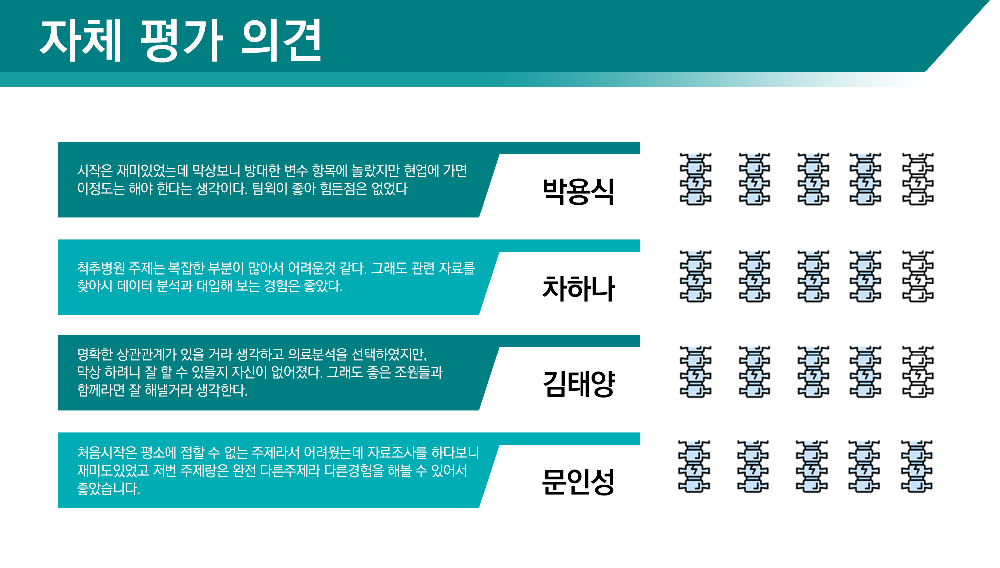 자체 평가 의견
시작은 재미있었는데 막상보니 방대한 변수 항목에 놀랐지만 현업에 가면
이정도는 해야 한다는 생각이다. 팀웍이 좋아 힘든점은 없었다
박용식
척추병원 주제는 복잡한 부분이 많아서 어려운것 같다. 그래도 관련 자료를
찾아서 데이터 분석과 대입해 보는 경험은 좋았다.
차하나
명확한 상관관계가 있을 거라 생각하고 의료분석을 선택하였지만,
막상 하려니 잘 할 수 있을지 자신이 없어졌다. 그래도 좋은 조원들과
함께라면 잘 해낼거라 생각한다.
김태양
처음시작은 평소에 접할 수 없는 주제라서 어려웠는데 자료조사를 하다보니
재미도있었고 저번 주제랑은 완전 다른주제라 다른경험을 해볼 수 있어서
좋았습니다.
문인성